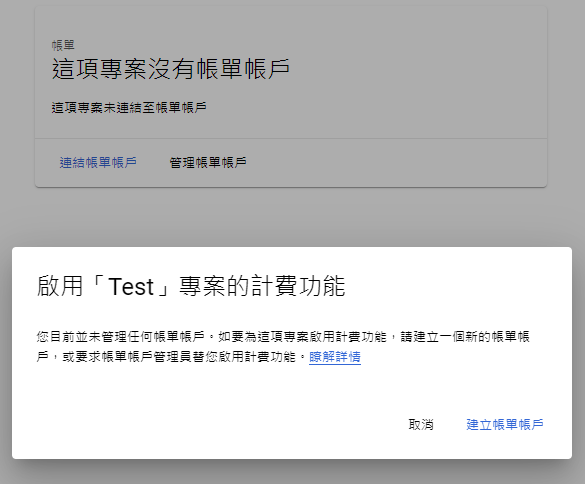 帳單
這項專案沒有帳單帳戶
這項專案未連結至帳單帳戶
連結帳單帳戶 管理帳單帳戶
啟用「Test」專案的計費功能
您目前並未管理任何帳單帳戶。如要為這項專案啟用計費功能，請建立一個新的帳單帳
戶，或要求帳單帳戶管理員替您啟用計費功能。瞭解詳情
取消 建立帳單帳戶